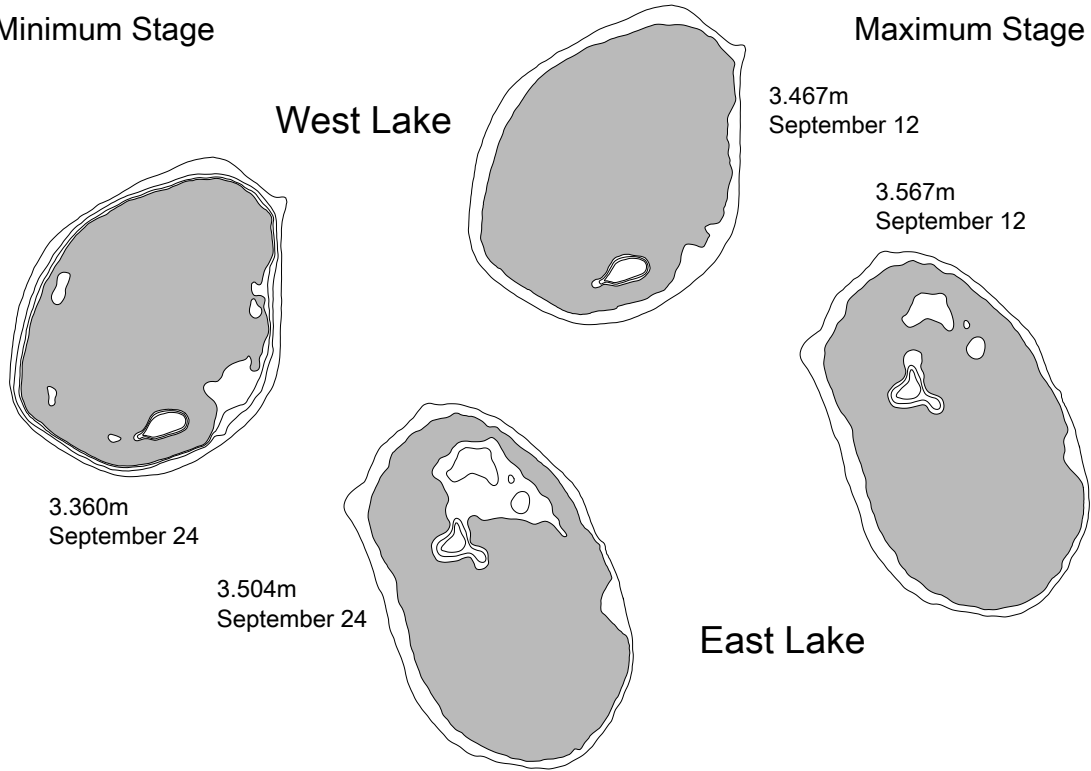 Minimum Stage
Maximum Stage
West Lake
3.467m
September 12
3.567m
September 12
3.360m
September 24
3.504m
September 24
East Lake